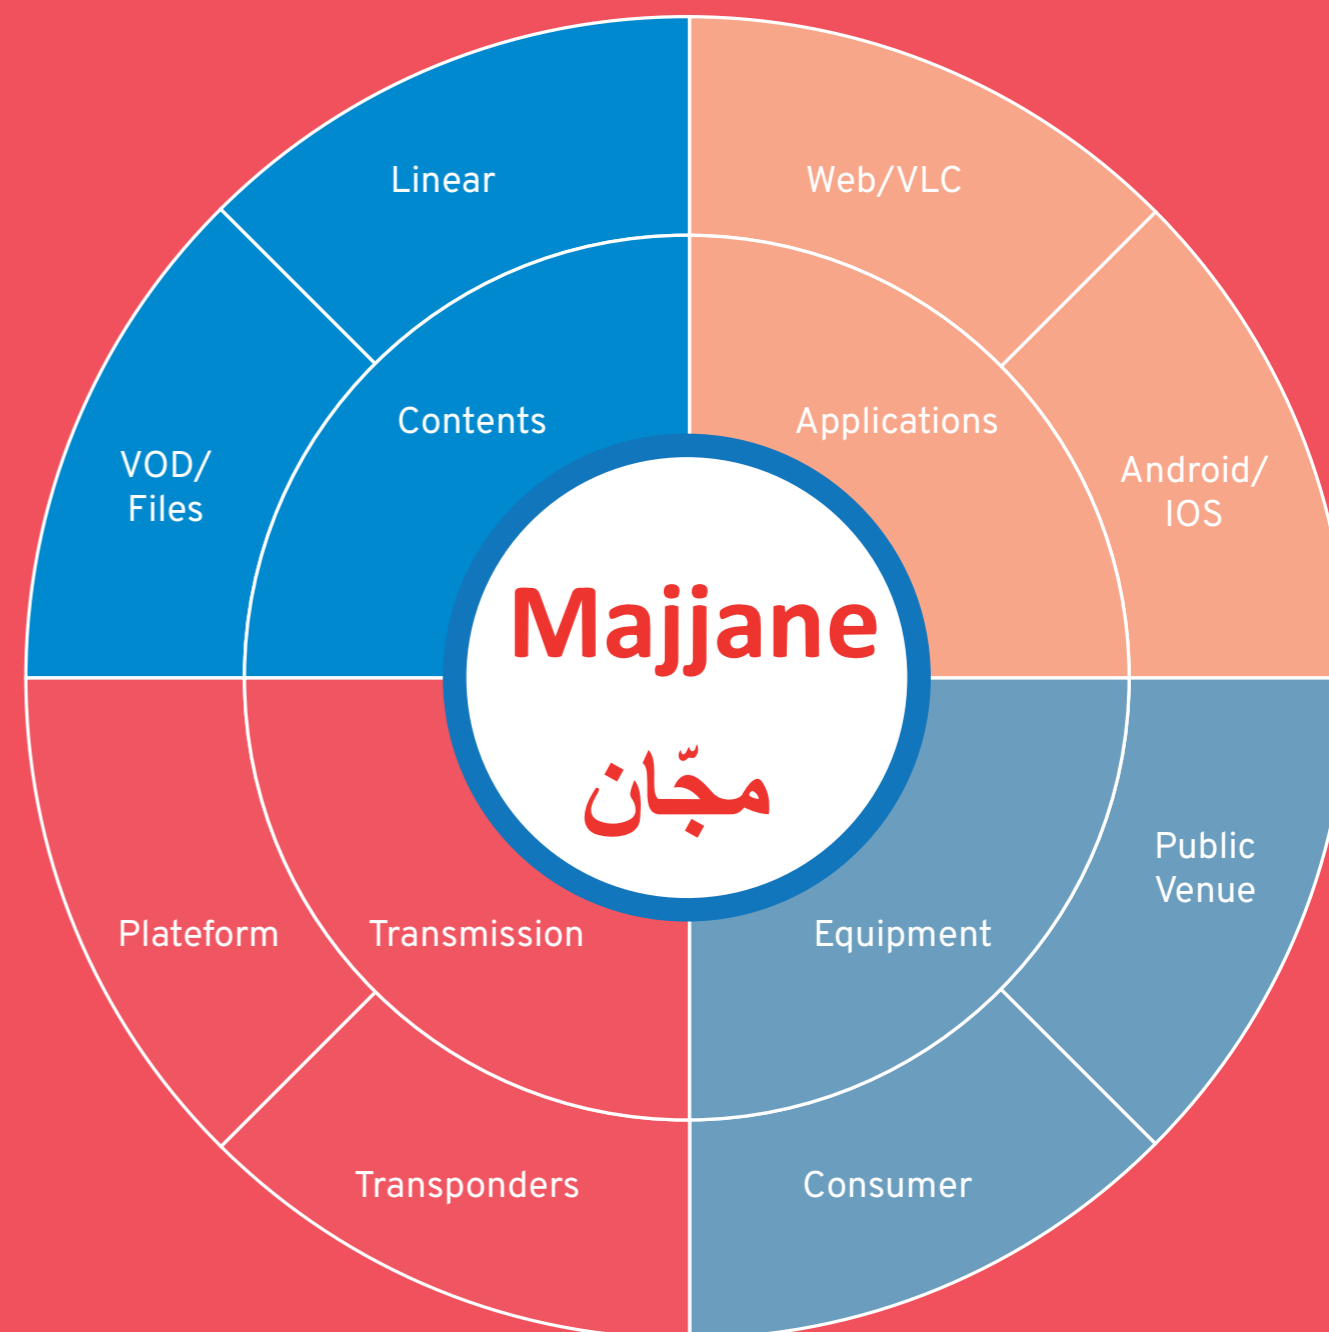 Linear
Web/VLC
Contents
Applications
VOD/
Files
Android/
IOS
Majjane
مجّان
Public
Venue
Plateform
Transmission
Equipment
Transponders
Consumer